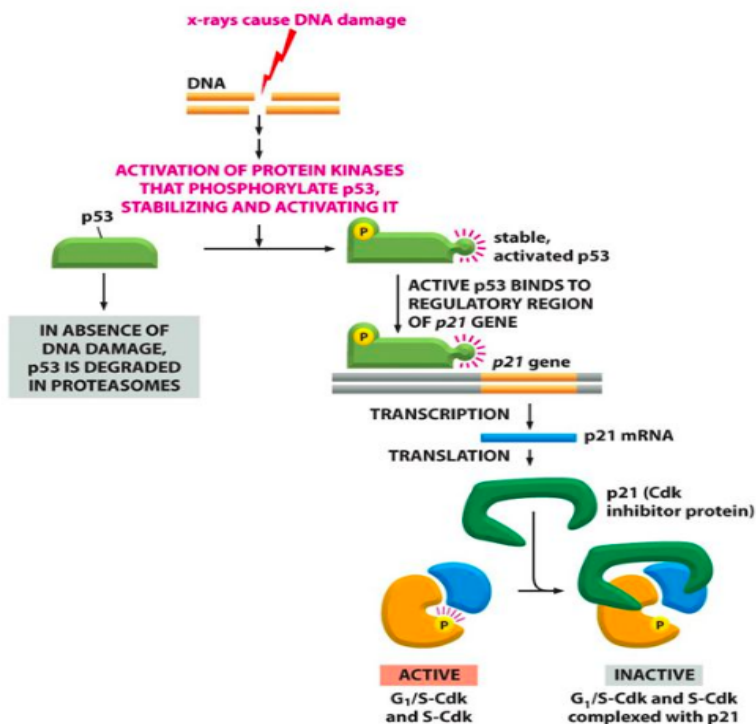 x-rays cause DNA damage
DNA
ACTIVATION OF PROTEIN KINASES
THAT PHOSPHORYLATE p53,
STABILIZING AND ACTIVATING IT
p53
P
stable,
activated p53
IN ABSENCE OF
DNA DAMAGE,
p53 IS DEGRADED
IN PROTEASOMES
ACTIVE p53 BINDS TO
REGULATORY REGION
OF p21 GENE
P
p21 gene
TRANSCRIPTION
p21 mRNA
TRANSLATION
p21 (Cdk
inhibitor protein)
P
P
ACTIVE
G₁/S-Cdk
and S-Cdk
INACTIVE
G₁/S-Cdk and S-Cdk
complexed with p21